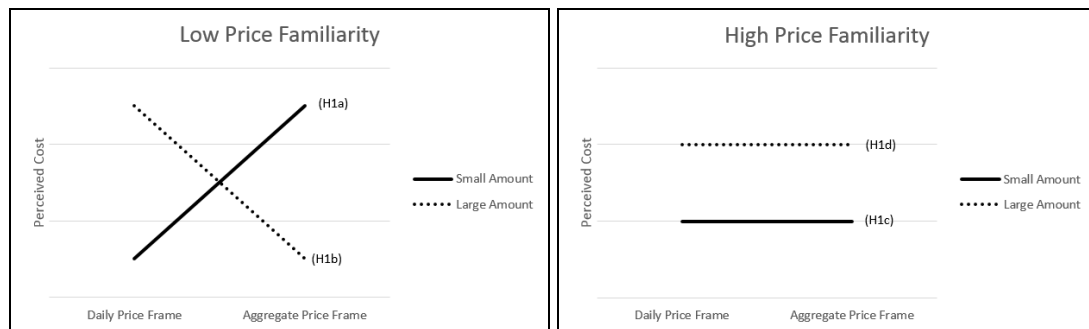 Low Price Familiarity
Perceived Cost
(H1a)
(H1b)
Small Amount
Large Amount
Daily Price Frame
Aggregate Price Frame
High Price Familiarity
Perceived Cost
(H1d)
(H1c)
Small Amount
Large Amount
Daily Price Frame
Aggregate Price Frame